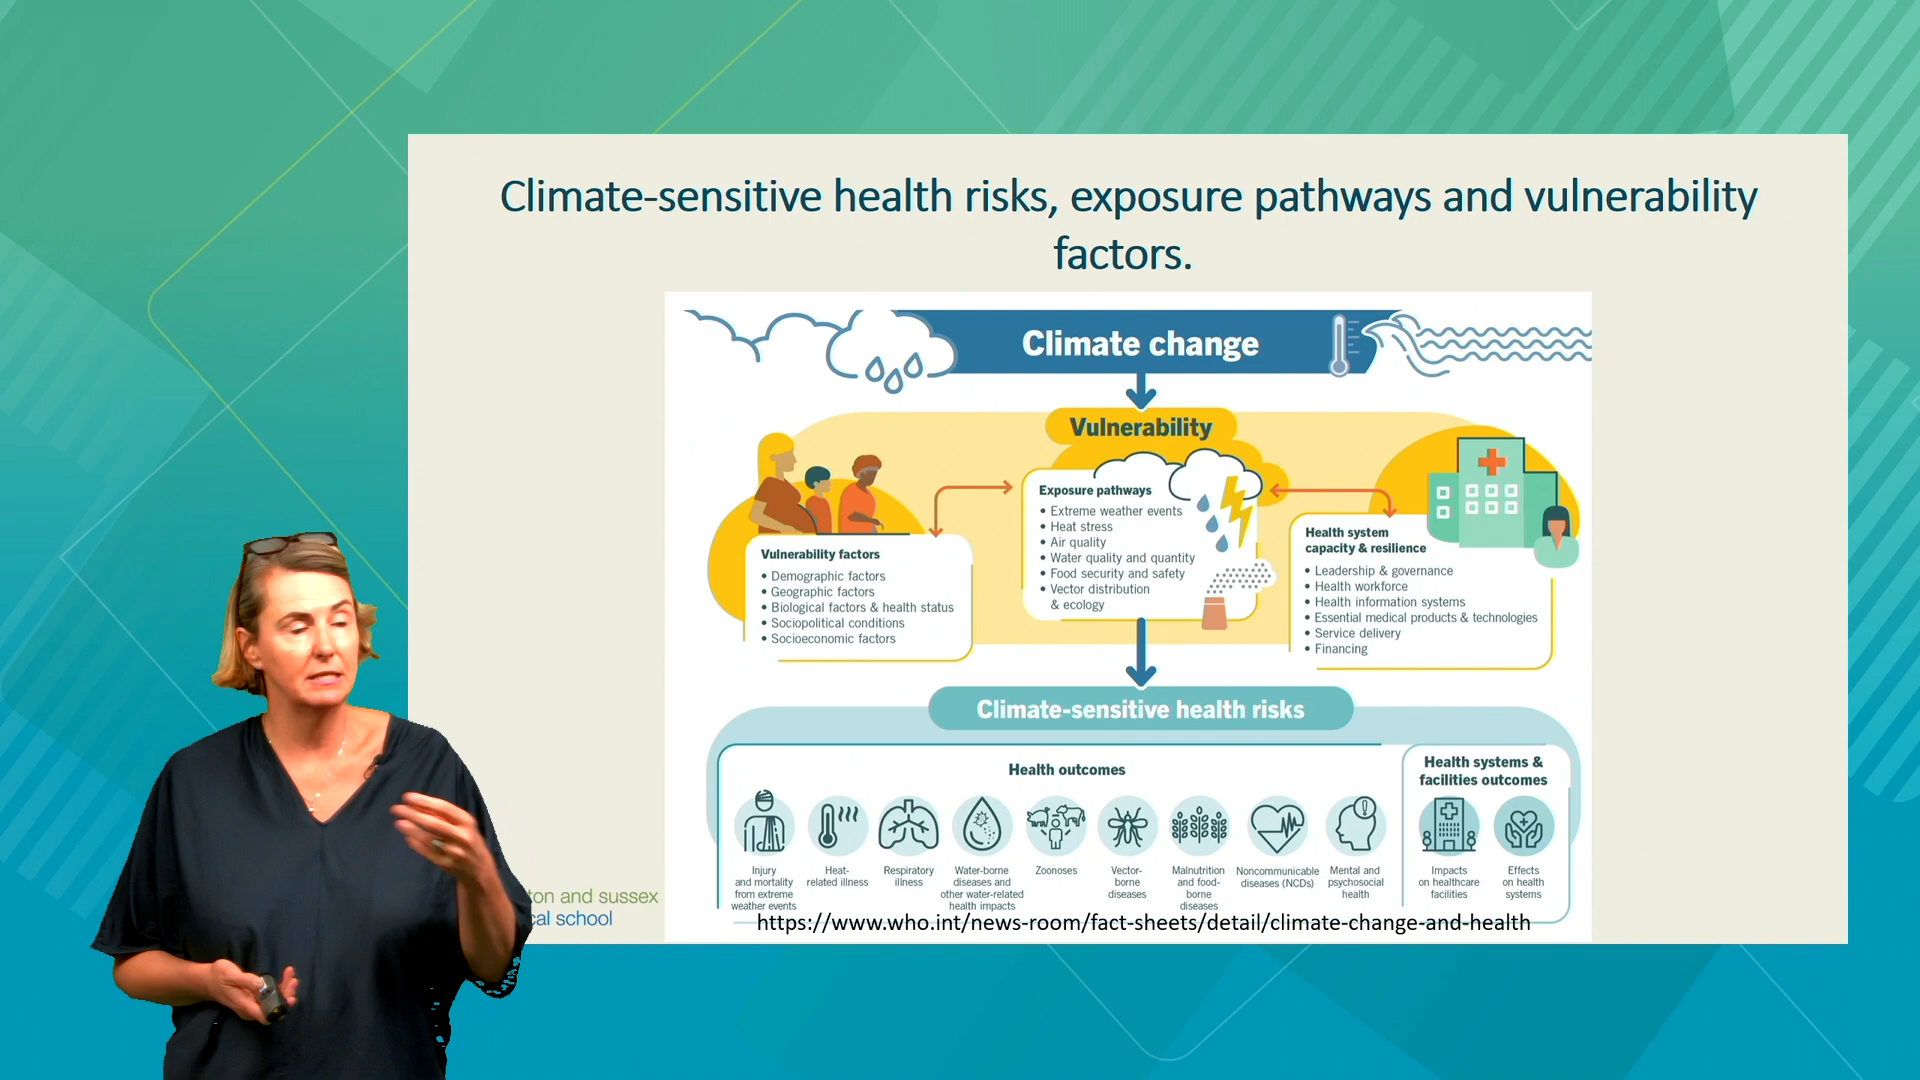 Climate-sensitive health risks, exposure pathways and vulnerability
factors.
Climate change
Vulnerability
Vulnerability factors
• Demographic factors
• Geographic factors
• Biological factors & health status
• Sociopolitical conditions
• Socioeconomic factors
Exposure pathways
• Extreme weather events
• Heat stress
• Air quality
• Water quality and quantity
• Food security and safety
• Vector distribution
& ecology
Health system
capacity & resilience
• Leadership & governance
• Health workforce
• Health information systems
• Essential medical products & technologies
• Service delivery
• Financing
Climate-sensitive health risks
Health outcomes
Injury
and mortality
from extreme
weather events
Heat-
related illness
Respiratory
illness
Water-borne
diseases and
other water-related
health impacts
Zoonoses
Vector-
borne
diseases
Malnutrition
and food-
borne
diseases
Noncommunicable
diseases (NCDs)
Mental and
psychosocial
health
Health systems &
facilities outcomes
Impacts
on healthcare
facilities
Effects
on health
systems
https://www.who.int/news-room/fact-sheets/detail/climate-change-and-health
ton and sussex
cal school